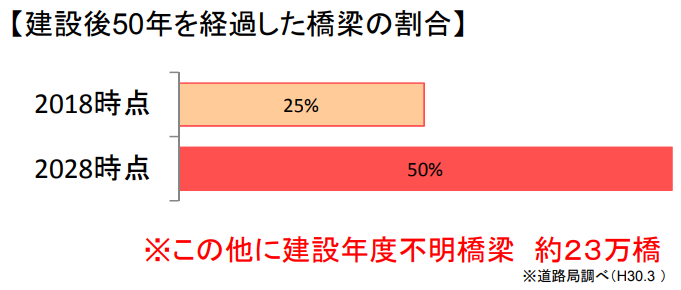 【建設後50年を経過した橋梁の割合】
2018時点
25%
2028時点
50%
※この他に建設年度不明橋梁　約２３万橋
※道路局調べ（H30.3 ）